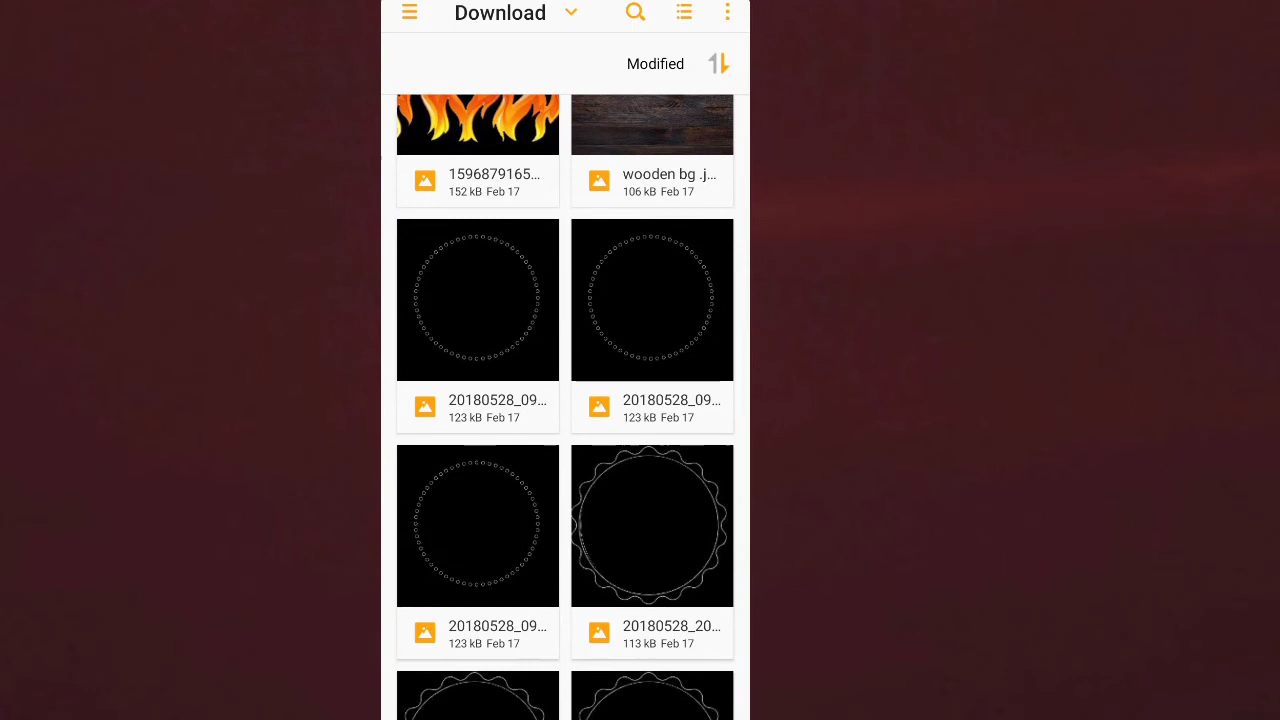 Download
Modified
1596879165...
152 kB Feb 17
wooden bg .j...
106 kB Feb 17
20180528_09...
123 kB Feb 17
20180528_09...
123 kB Feb 17
20180528_09...
123 kB Feb 17
20180528_20...
113 kB Feb 17